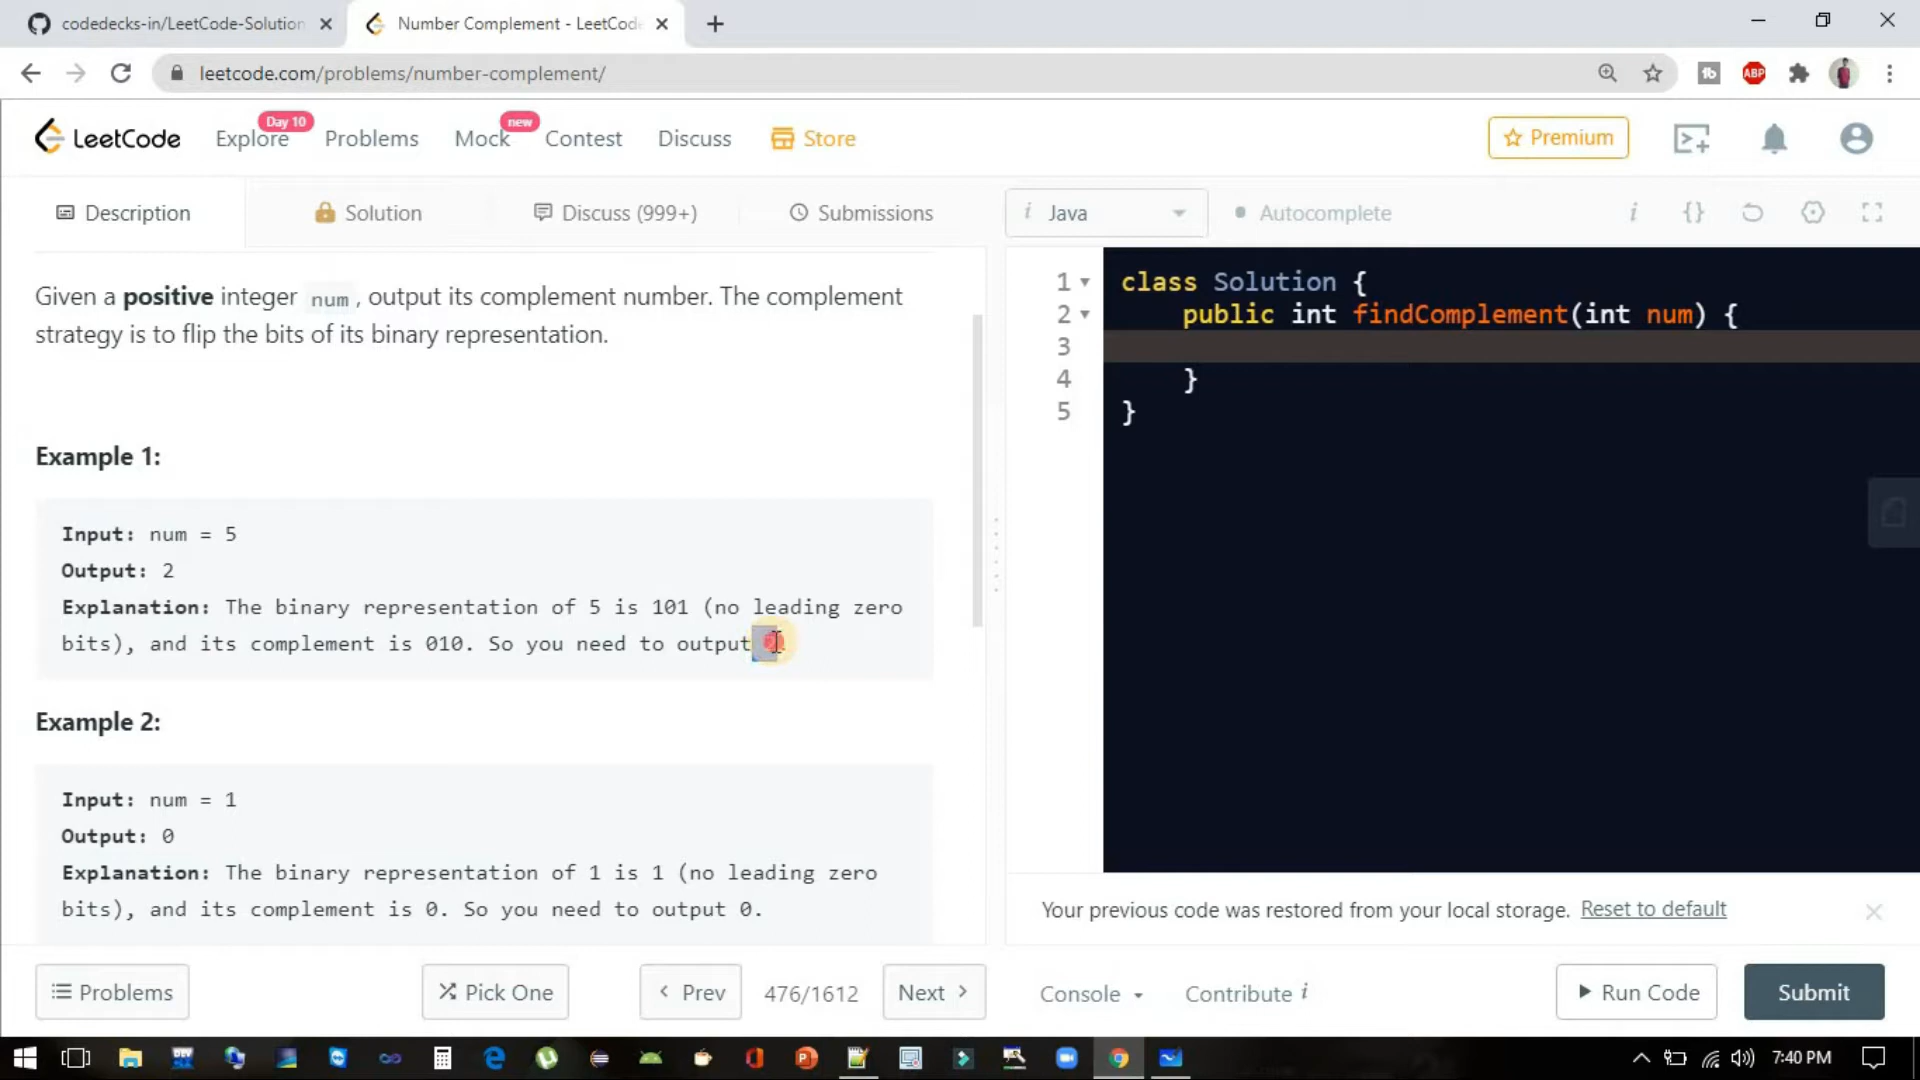 codedecks-in/LeetCode-Solution
Number Complement - LeetCode
leetcode.com/problems/number-complement/
ABP
LeetCode
Explore
Day 10
Problems
Mock
new
Contest
Discuss
Store
Premium
Description
Solution
Discuss (999+)
Submissions
Java
Autocomplete
Given a positive integer num , output its complement number. The complement
strategy is to flip the bits of its binary representation.
Example 1:
Input: num = 5
Output: 2
Explanation: The binary representation of 5 is 101 (no leading zero
bits), and its complement is 010. So you need to output
Example 2:
Input: num = 1
Output: 0
Explanation: The binary representation of 1 is 1 (no leading zero
bits), and its complement is 0. So you need to output 0.
1 class Solution {
2 public int findComplement(int num) {
3
4 }
5 }
Your previous code was restored from your local storage. Reset to default
Problems
Pick One
Prev
476/1612
Next
Console
Contribute
Run Code
Submit
7:40 PM